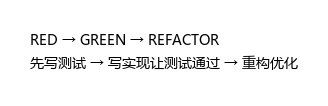 RED → GREEN → REFACTOR
先写测试 → 写实现让测试通过 → 重构优化